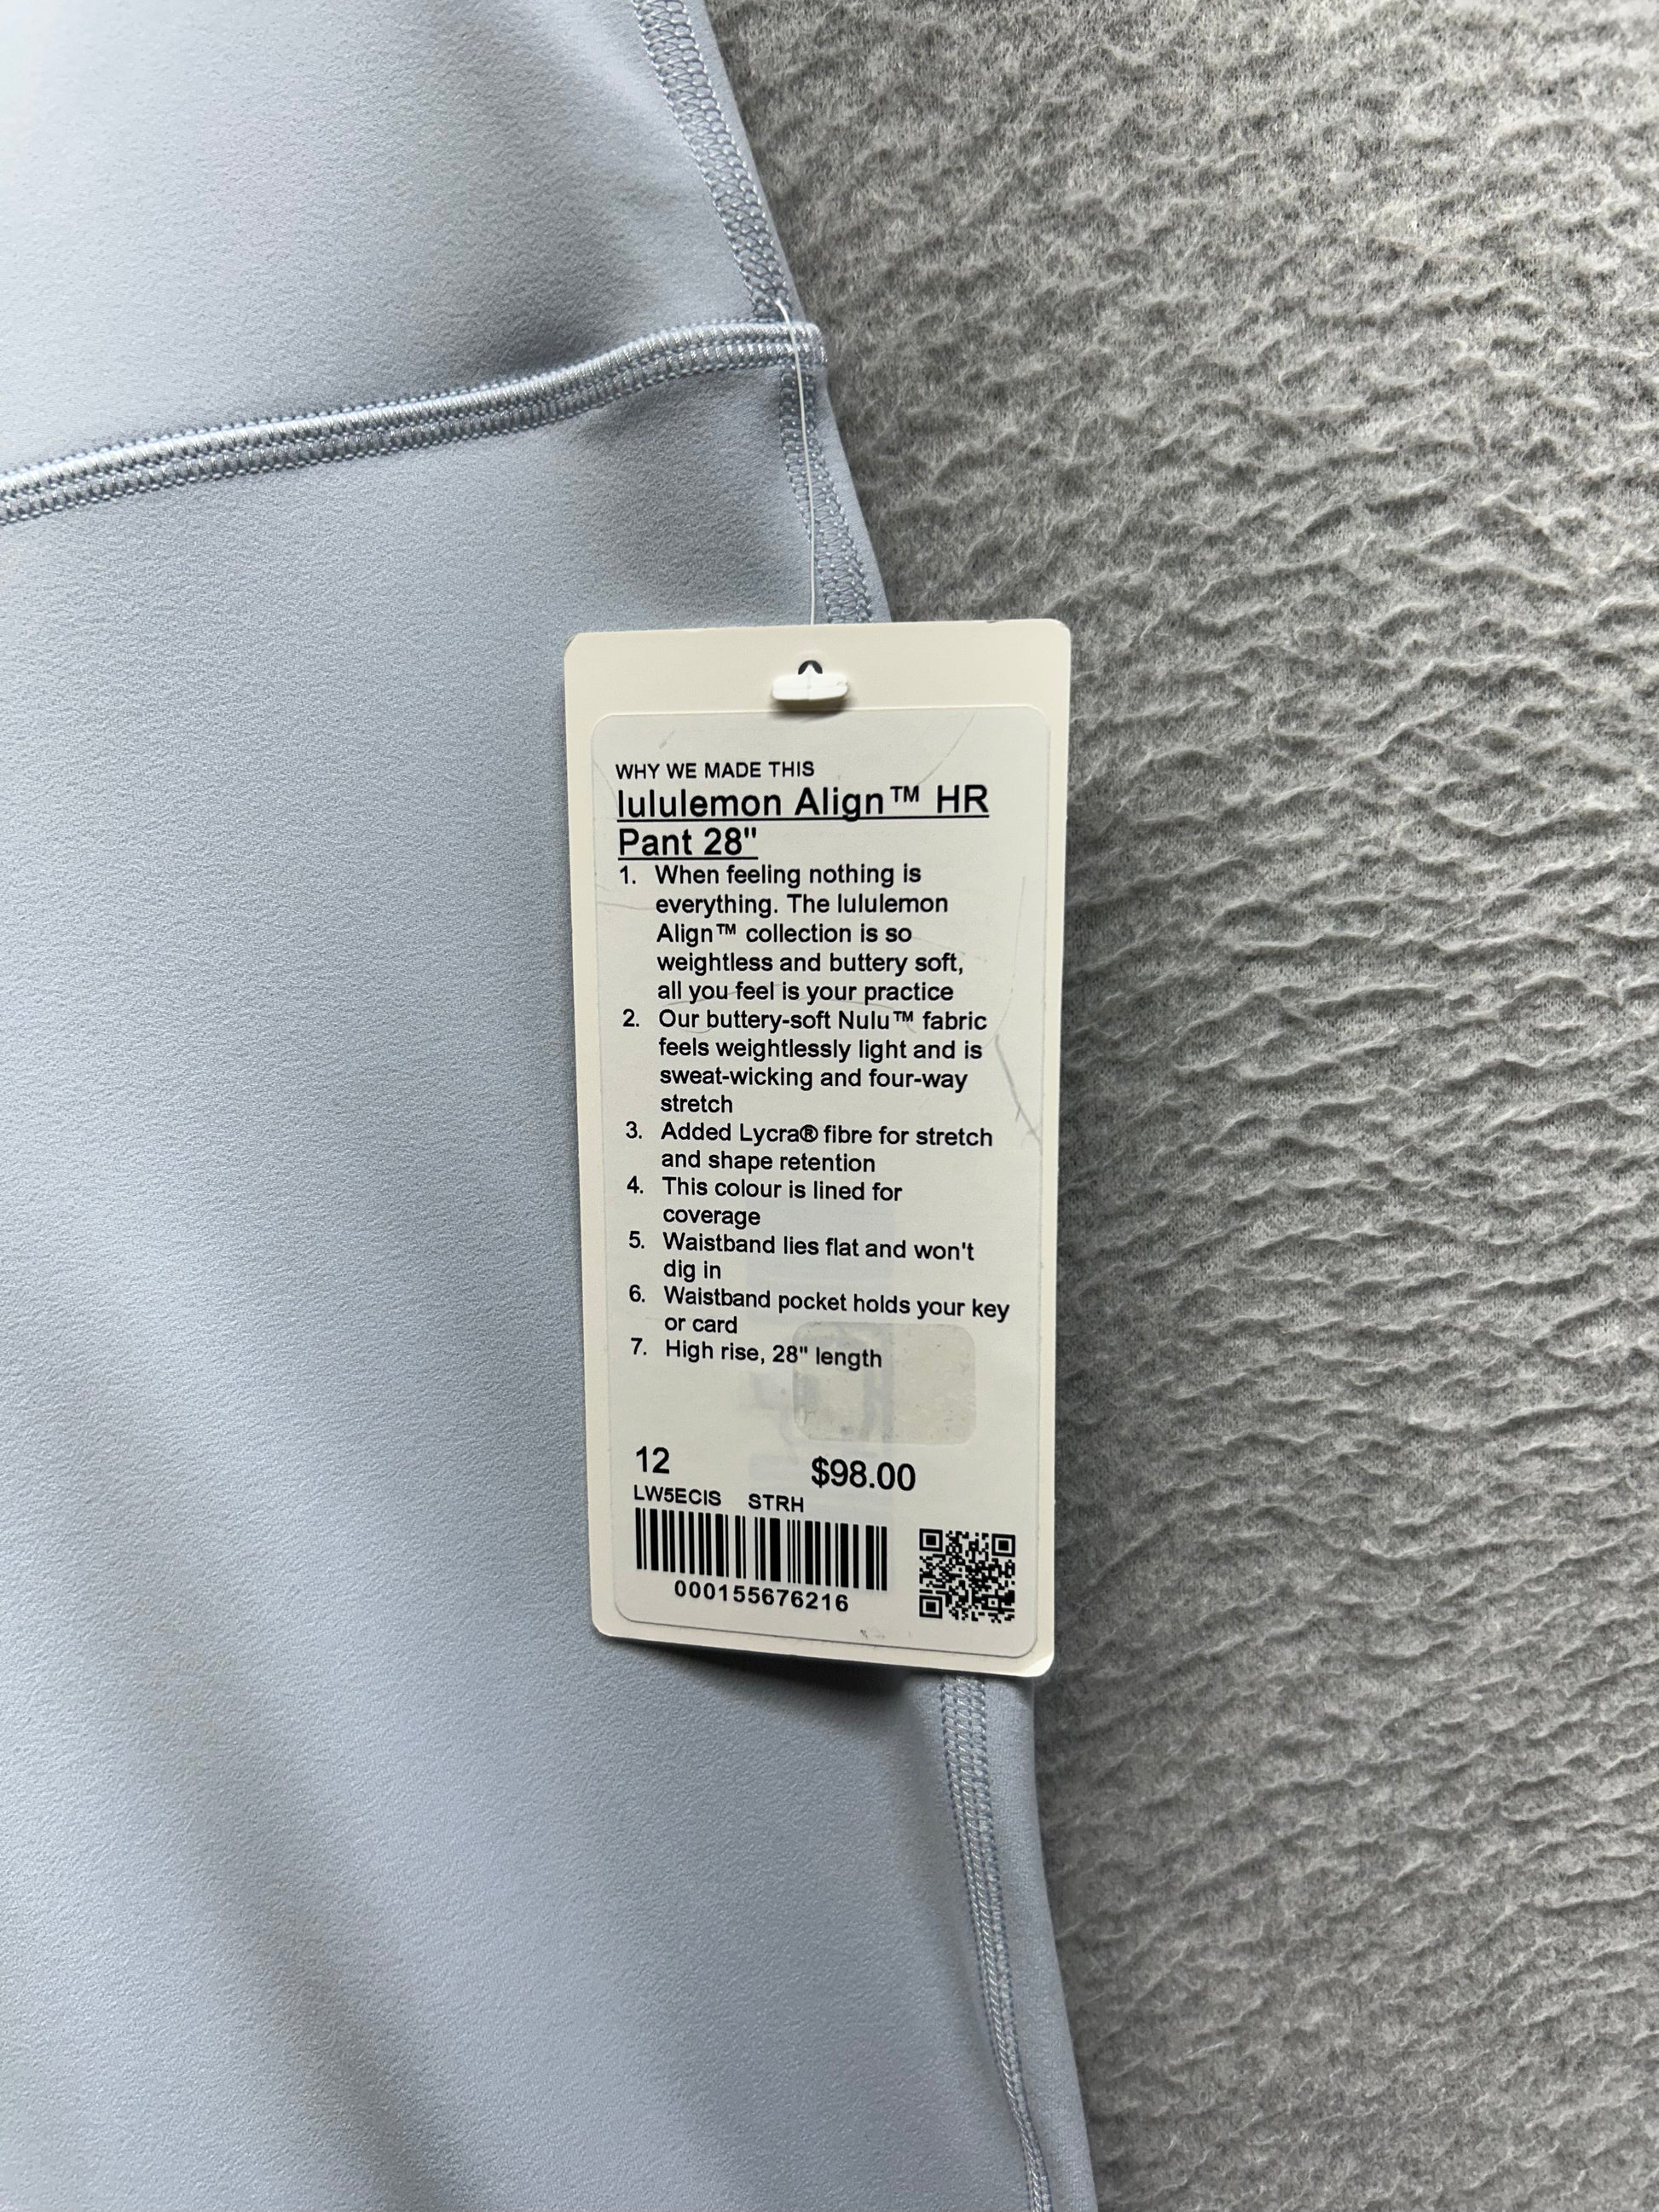 WHY WE MADE THIS
lululemon Align™ HR
Pant 28"
1. When feeling nothing is
everything. The lululemon
Align™ collection is so
weightless and buttery soft,
all you feel is your practice
2. Our buttery-soft Nulu™ fabric
feels weightlessly light and is
sweat-wicking and four-way
stretch
3. Added Lycra® fibre for stretch
and shape retention
4. This colour is lined for
coverage
5. Waistband lies flat and won't
dig in
6. Waistband pocket holds your key
or card
7. High rise, 28" length
12 $98.00
LW5ECIS STRH
000155676216